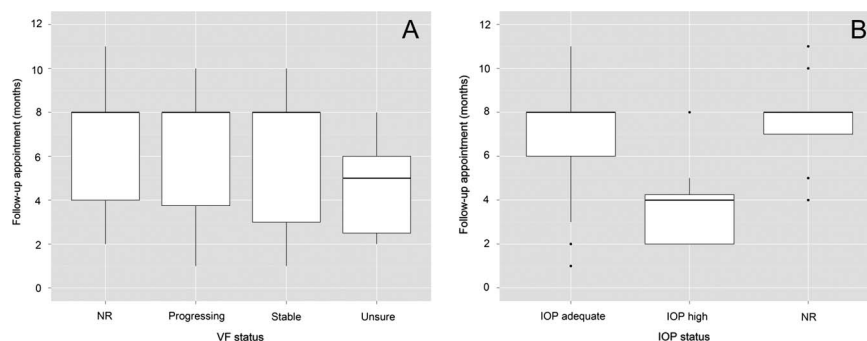 A
Follow-up appointment (months)
12
10
8
6
4
2
0
NR Progressing Stable Unsure
VF status
B
Follow-up appointment (months)
12
10
8
6
4
2
0
IOP adequate IOP high NR
IOP status